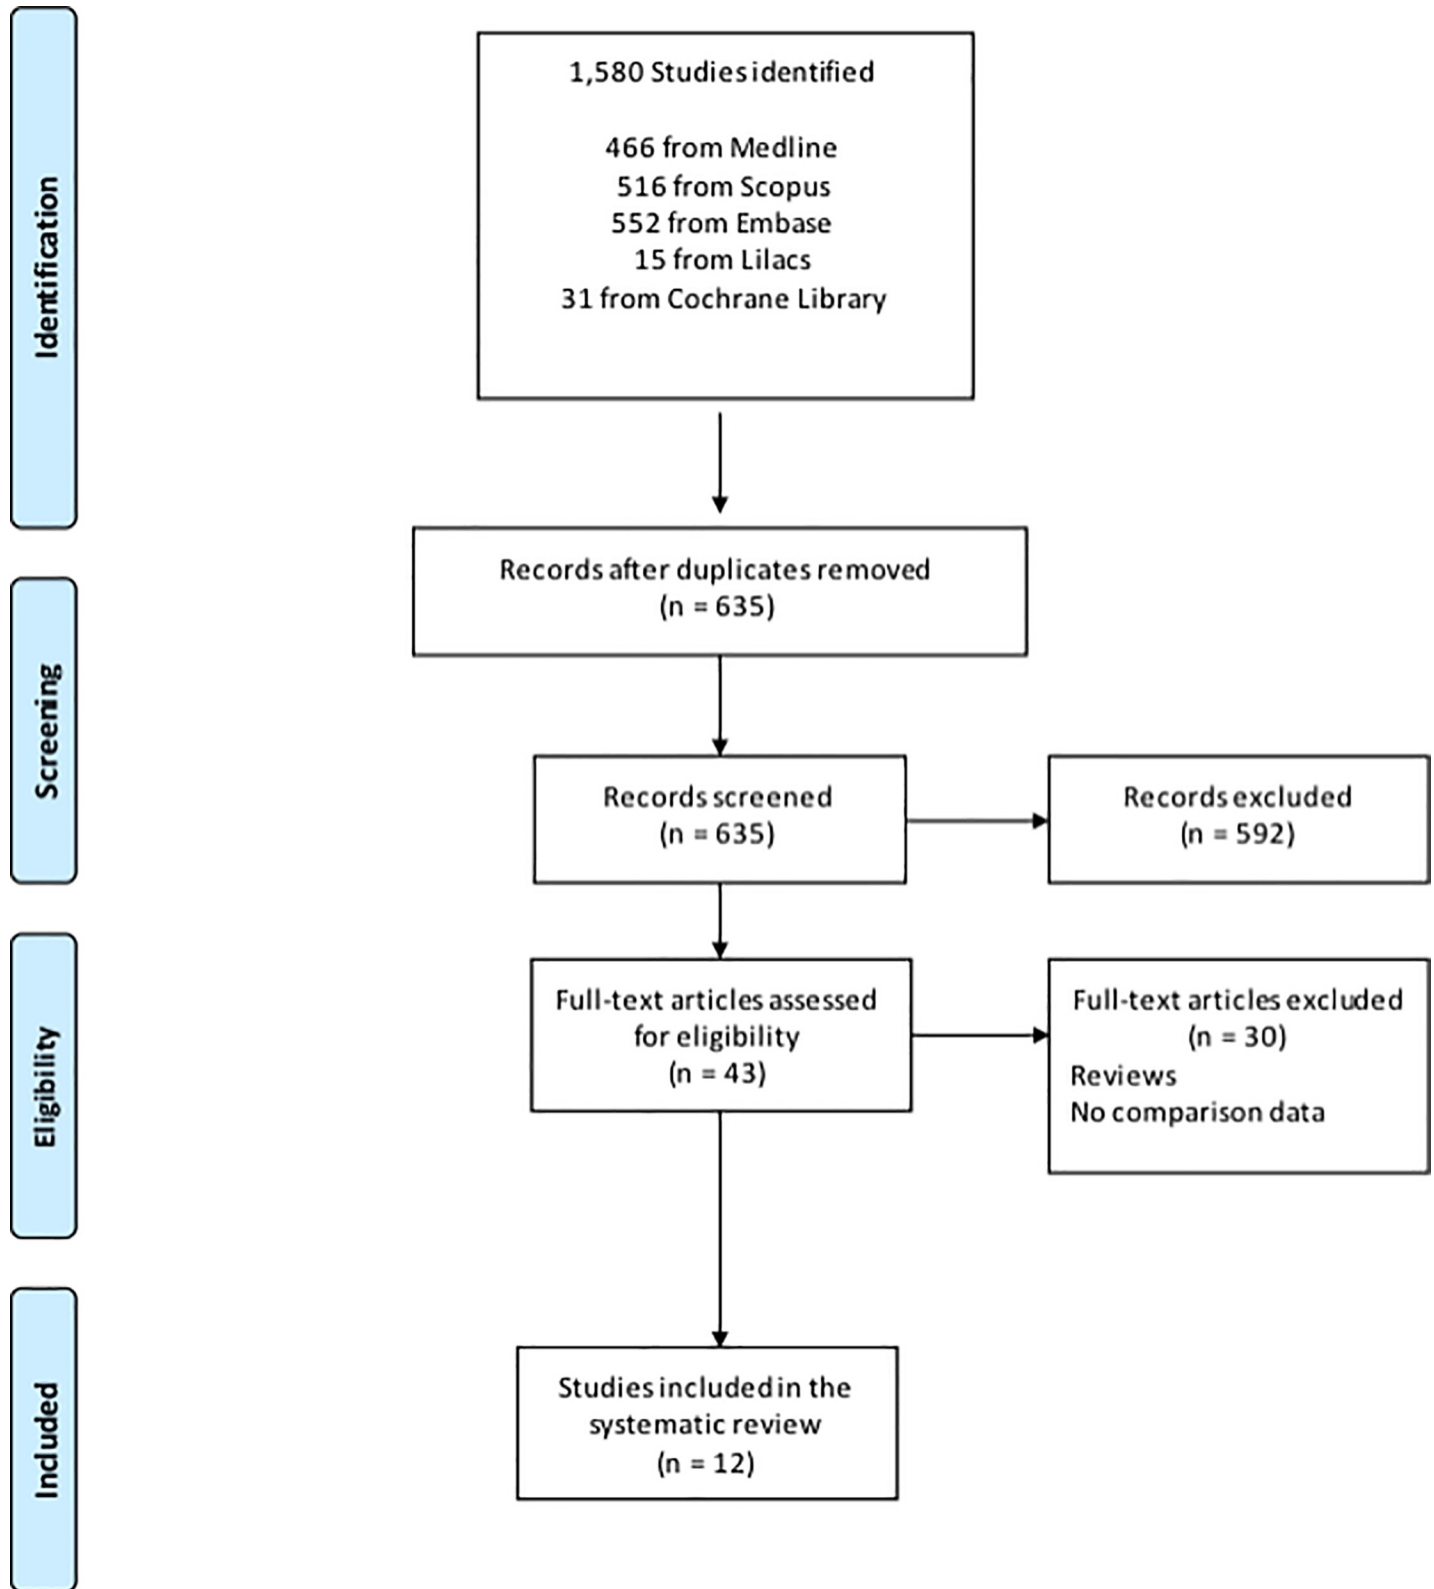 Identification
1,580 Studies identified
466 from Medline
516 from Scopus
552 from Embase
15 from Lilacs
31 from Cochrane Library
Screening
Records after duplicates removed
(n = 635)
Records screened
(n = 635)
Records excluded
(n = 592)
Eligibility
Full-text articles assessed
for eligibility
(n = 43)
Full-text articles excluded
(n = 30)
Reviews
No comparison data
Included
Studies included in the
systematic review
(n = 12)